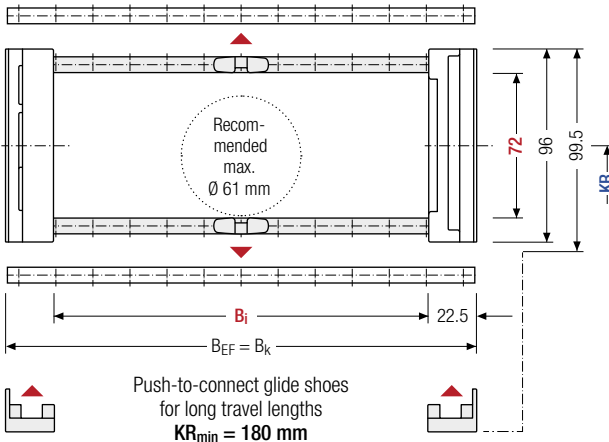 Recom-
mended
max.
Ø 61 mm
72
96
99.5
KR
Bi
22.5
BEF = Bk
Push-to-connect glide shoes
for long travel lengths
KRmin = 180 mm